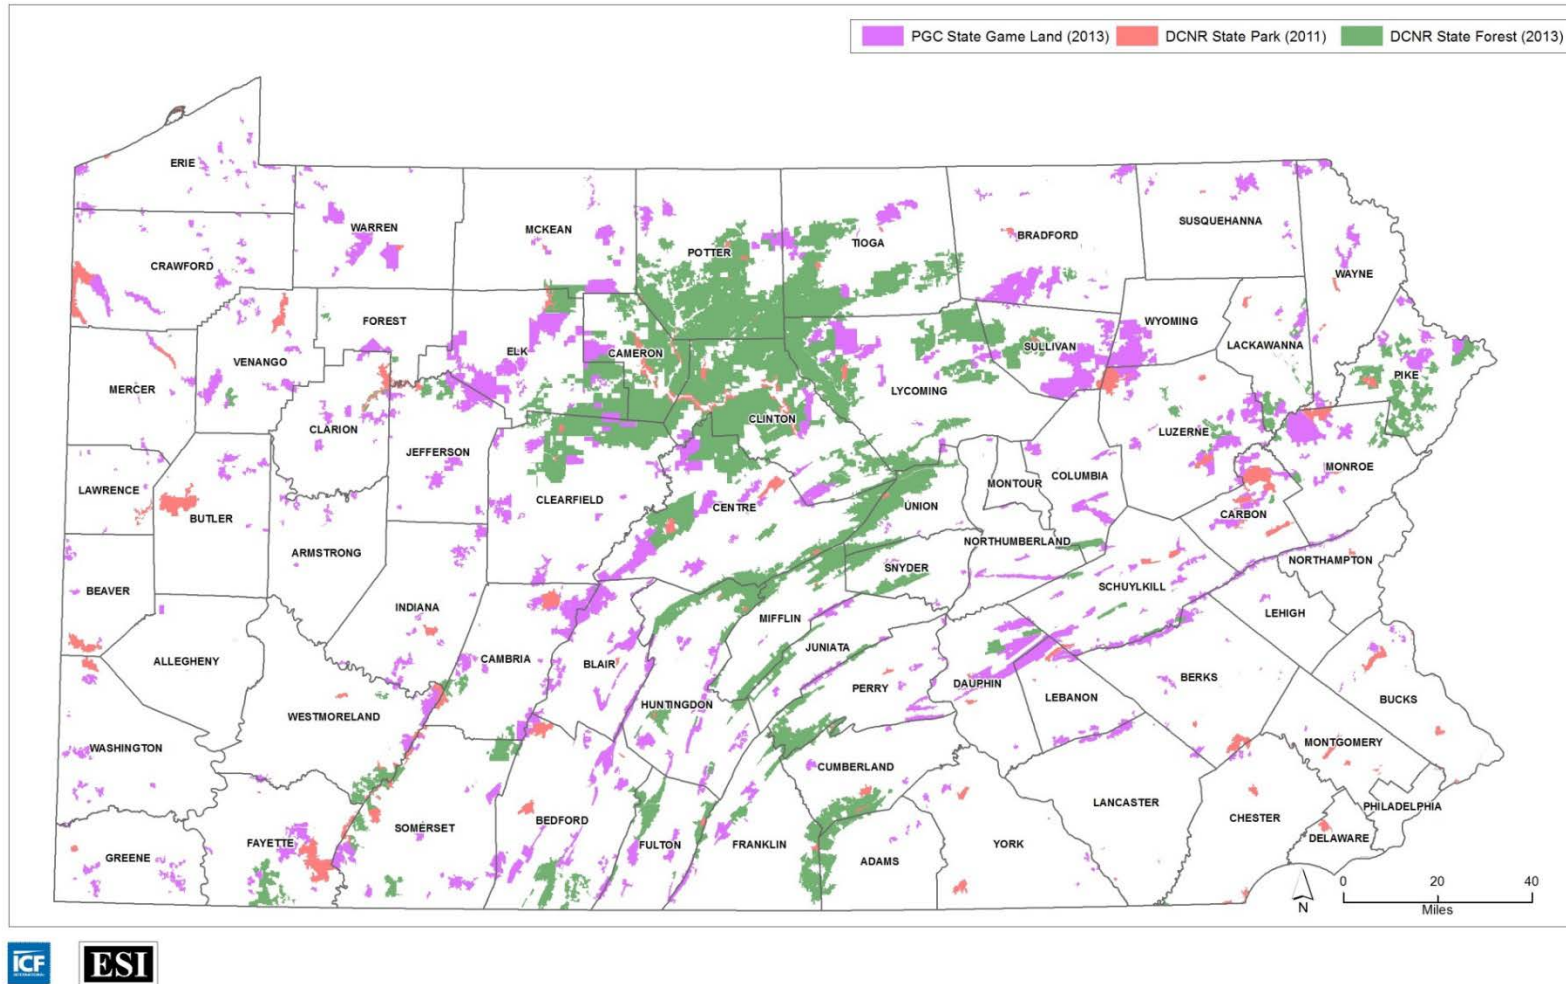 PGC State Game Land (2013) DCNR State Park (2011) DCNR State Forest (2013)
ERIE
WARREN
MCKEAN
POTTER
TIOGA
BRADFORD
SUSQUEHANNA
WAYNE
CRAWFORD
FOREST
ELK
CAMERON
SULLIVAN
WYOMING
LACKAWANNA
PIKE
VENANGO
MERCER
CLARION
JEFFERSON
CLINTON
LYCOMING
LUZERNE
MONROE
LAWRENCE
BUTLER
ARMSTRONG
CLEARFIELD
CENTRE
UNION
MONTOUR
COLUMBIA
CARBON
NORTHUMBERLAND
NORTHAMPTON
BEAVER
INDIANA
SNYDER
SCHUYLKILL
LEHIGH
MIFFLIN
ALLEGHENY
CAMBRIA
BLAIR
JUNIATA
HUNTINGDON
PERRY
DAUPHIN
LEBANON
BERKS
BUCKS
WESTMORELAND
WASHINGTON
MONTGOMERY
CUMBERLAND
LANCASTER
PHILADELPHIA
SOMERSET
BEDFORD
CHESTER
FAYETTE
FULTON
FRANKLIN
YORK
DELAWARE
GREENE
ADAMS
0 20 40
Miles
N
ICF
INTERNATIONAL
ESI